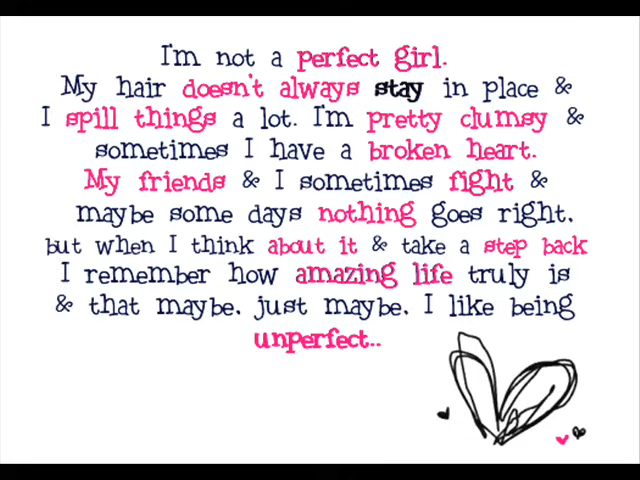 I'm not a perfect girl.
My hair doesn't always stay in place &
I spill things a lot. I'm pretty clumsy &
sometimes I have a broken heart.
My friends & I sometimes fight &
maybe some days nothing goes right.
but when I think about it & take a step back
I remember how amazing life truly is
& that maybe. just maybe. I like being
unperfect..